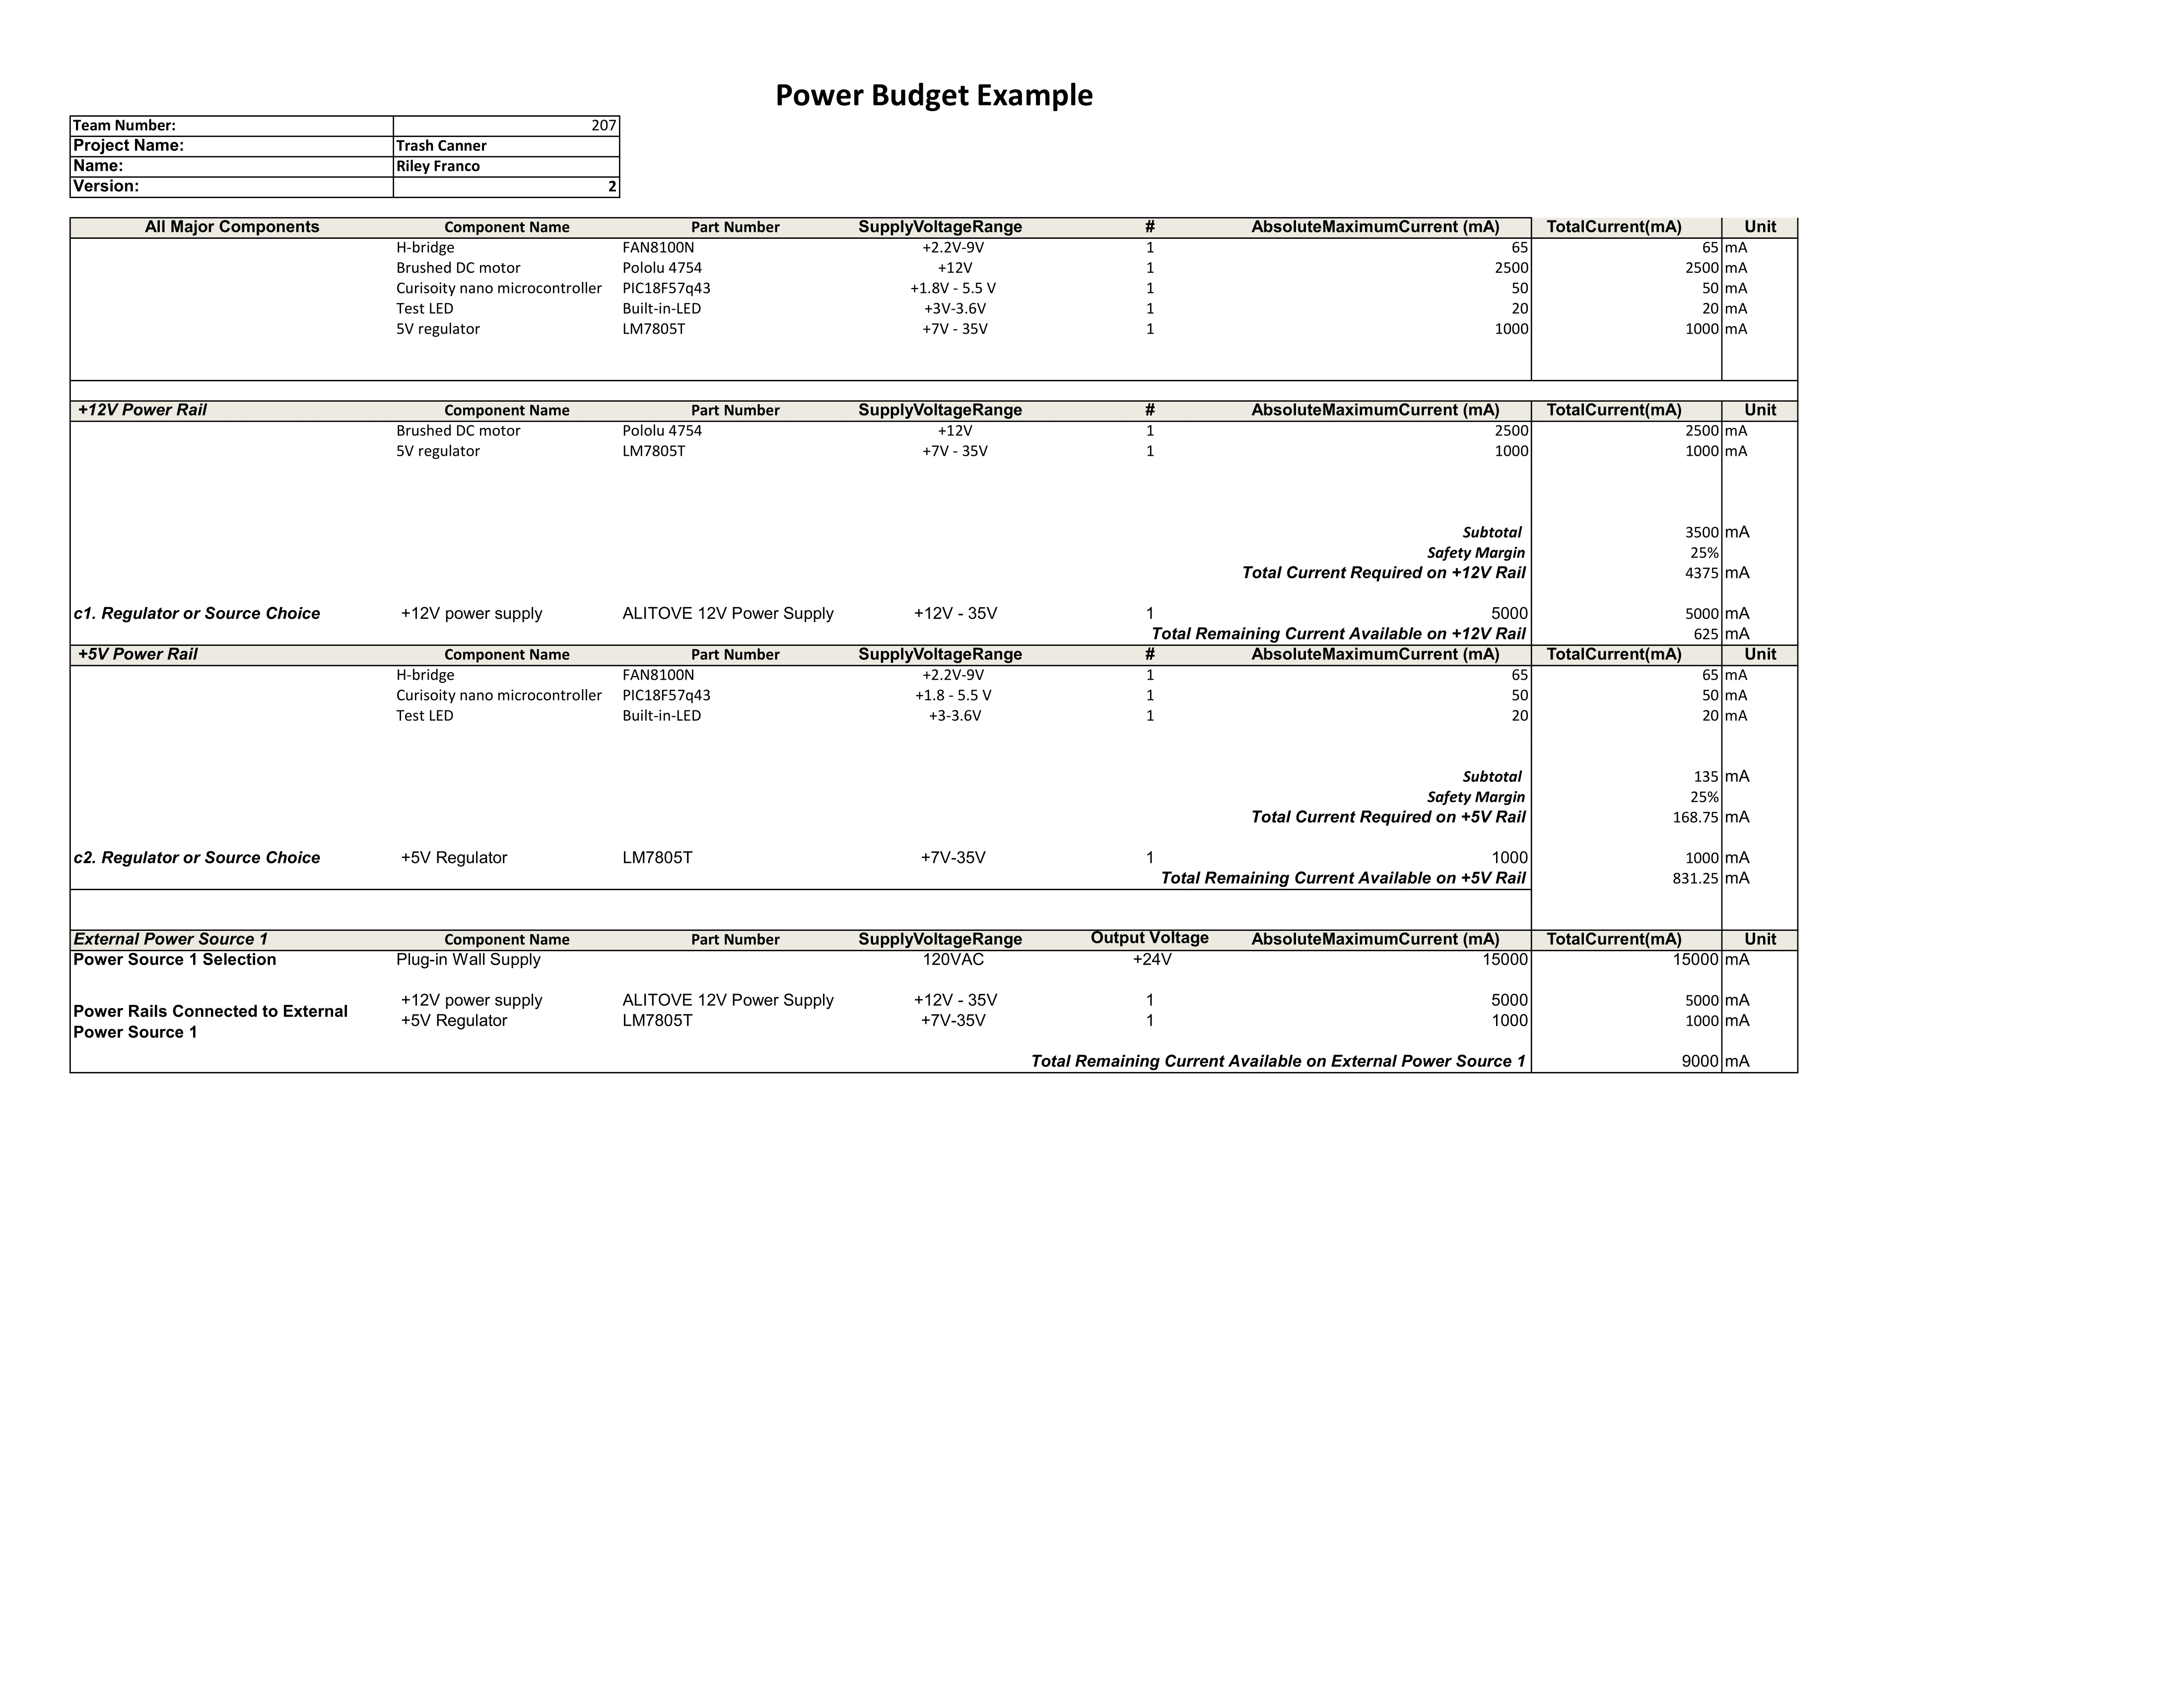 Power Budget Example
Team Number: 207
Project Name: Trash Canner
Name: Riley Franco
Version: 2
All Major Components Component Name Part Number SupplyVoltageRange # AbsoluteMaximumCurrent (mA) TotalCurrent(mA) Unit
H-bridge FAN8100N +2.2V-9V 1 65 65 mA
Brushed DC motor Pololu 4754 +12V 1 2500 2500 mA
Curisoity nano microcontroller PIC18F57q43 +1.8V - 5.5 V 1 50 50 mA
Test LED Built-in-LED +3V-3.6V 1 20 20 mA
5V regulator LM7805T +7V - 35V 1 1000 1000 mA
+12V Power Rail Component Name Part Number SupplyVoltageRange # AbsoluteMaximumCurrent (mA) TotalCurrent(mA) Unit
Brushed DC motor Pololu 4754 +12V 1 2500 2500 mA
5V regulator LM7805T +7V - 35V 1 1000 1000 mA
Subtotal 3500 mA
Safety Margin 25%
Total Current Required on +12V Rail 4375 mA
c1. Regulator or Source Choice +12V power supply ALITOVE 12V Power Supply +12V - 35V 1 5000 5000 mA
Total Remaining Current Available on +12V Rail 625 mA
+5V Power Rail Component Name Part Number SupplyVoltageRange # AbsoluteMaximumCurrent (mA) TotalCurrent(mA) Unit
H-bridge FAN8100N +2.2V-9V 1 65 65 mA
Curisoity nano microcontroller PIC18F57q43 +1.8 - 5.5 V 1 50 50 mA
Test LED Built-in-LED +3-3.6V 1 20 20 mA
Subtotal 135 mA
Safety Margin 25%
Total Current Required on +5V Rail 168.75 mA
c2. Regulator or Source Choice +5V Regulator LM7805T +7V-35V 1 1000 1000 mA
Total Remaining Current Available on +5V Rail 831.25 mA
External Power Source 1 Component Name Part Number SupplyVoltageRange Output Voltage AbsoluteMaximumCurrent (mA) TotalCurrent(mA) Unit
Power Source 1 Selection Plug-in Wall Supply 120VAC +24V 15000 15000 mA
+12V power supply ALITOVE 12V Power Supply +12V - 35V 1 5000 5000 mA
Power Rails Connected to External
+5V Regulator LM7805T +7V-35V 1 1000 1000 mA
Power Source 1
Total Remaining Current Available on External Power Source 1 9000 mA